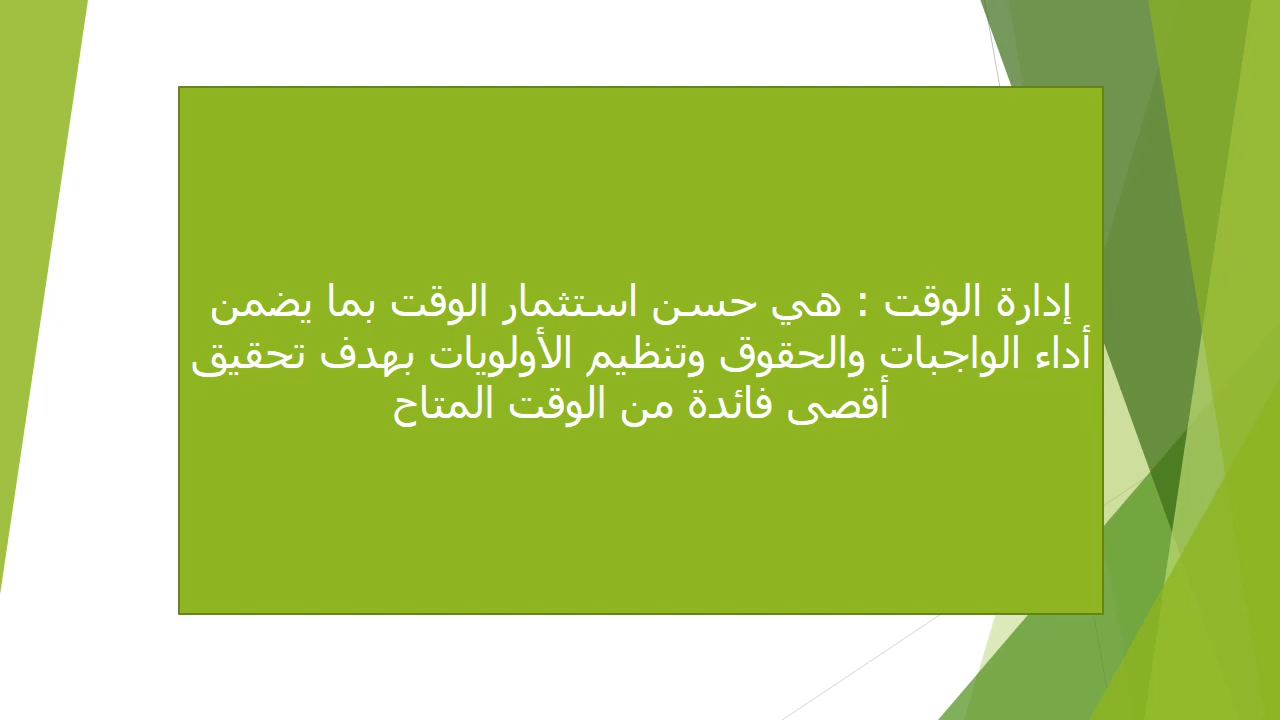 إدارة الوقت : هي حسن استثمار الوقت بما يضمن
أداء الواجبات والحقوق وتنظيم الأولويات بهدف تحقيق
أقصى فائدة من الوقت المتاح